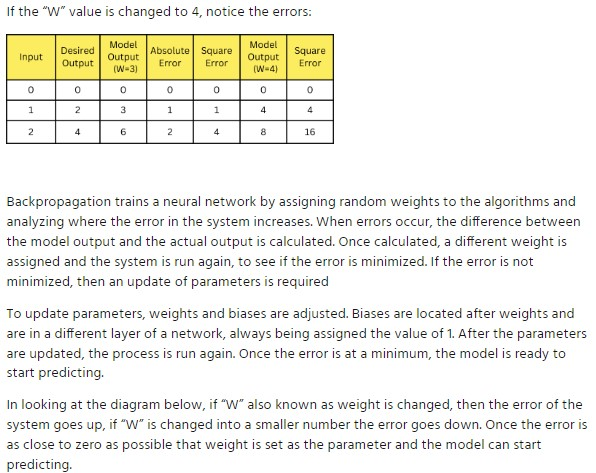 If the “W” value is changed to 4, notice the errors:
Input Desired Output Model Output (W=3) Absolute Error Square Error Model Output (W=4) Square Error
0 0 0 0 0 0 0
1 2 3 1 1 4 4
2 4 6 2 4 8 16
Backpropagation trains a neural network by assigning random weights to the algorithms and
analyzing where the error in the system increases. When errors occur, the difference between
the model output and the actual output is calculated. Once calculated, a different weight is
assigned and the system is run again, to see if the error is minimized. If the error is not
minimized, then an update of parameters is required
To update parameters, weights and biases are adjusted. Biases are located after weights and
are in a different layer of a network, always being assigned the value of 1. After the parameters
are updated, the process is run again. Once the error is at a minimum, the model is ready to
start predicting.
In looking at the diagram below, if “W” also known as weight is changed, then the error of the
system goes up, if “W” is changed into a smaller number the error goes down. Once the error is
as close to zero as possible that weight is set as the parameter and the model can start
predicting.